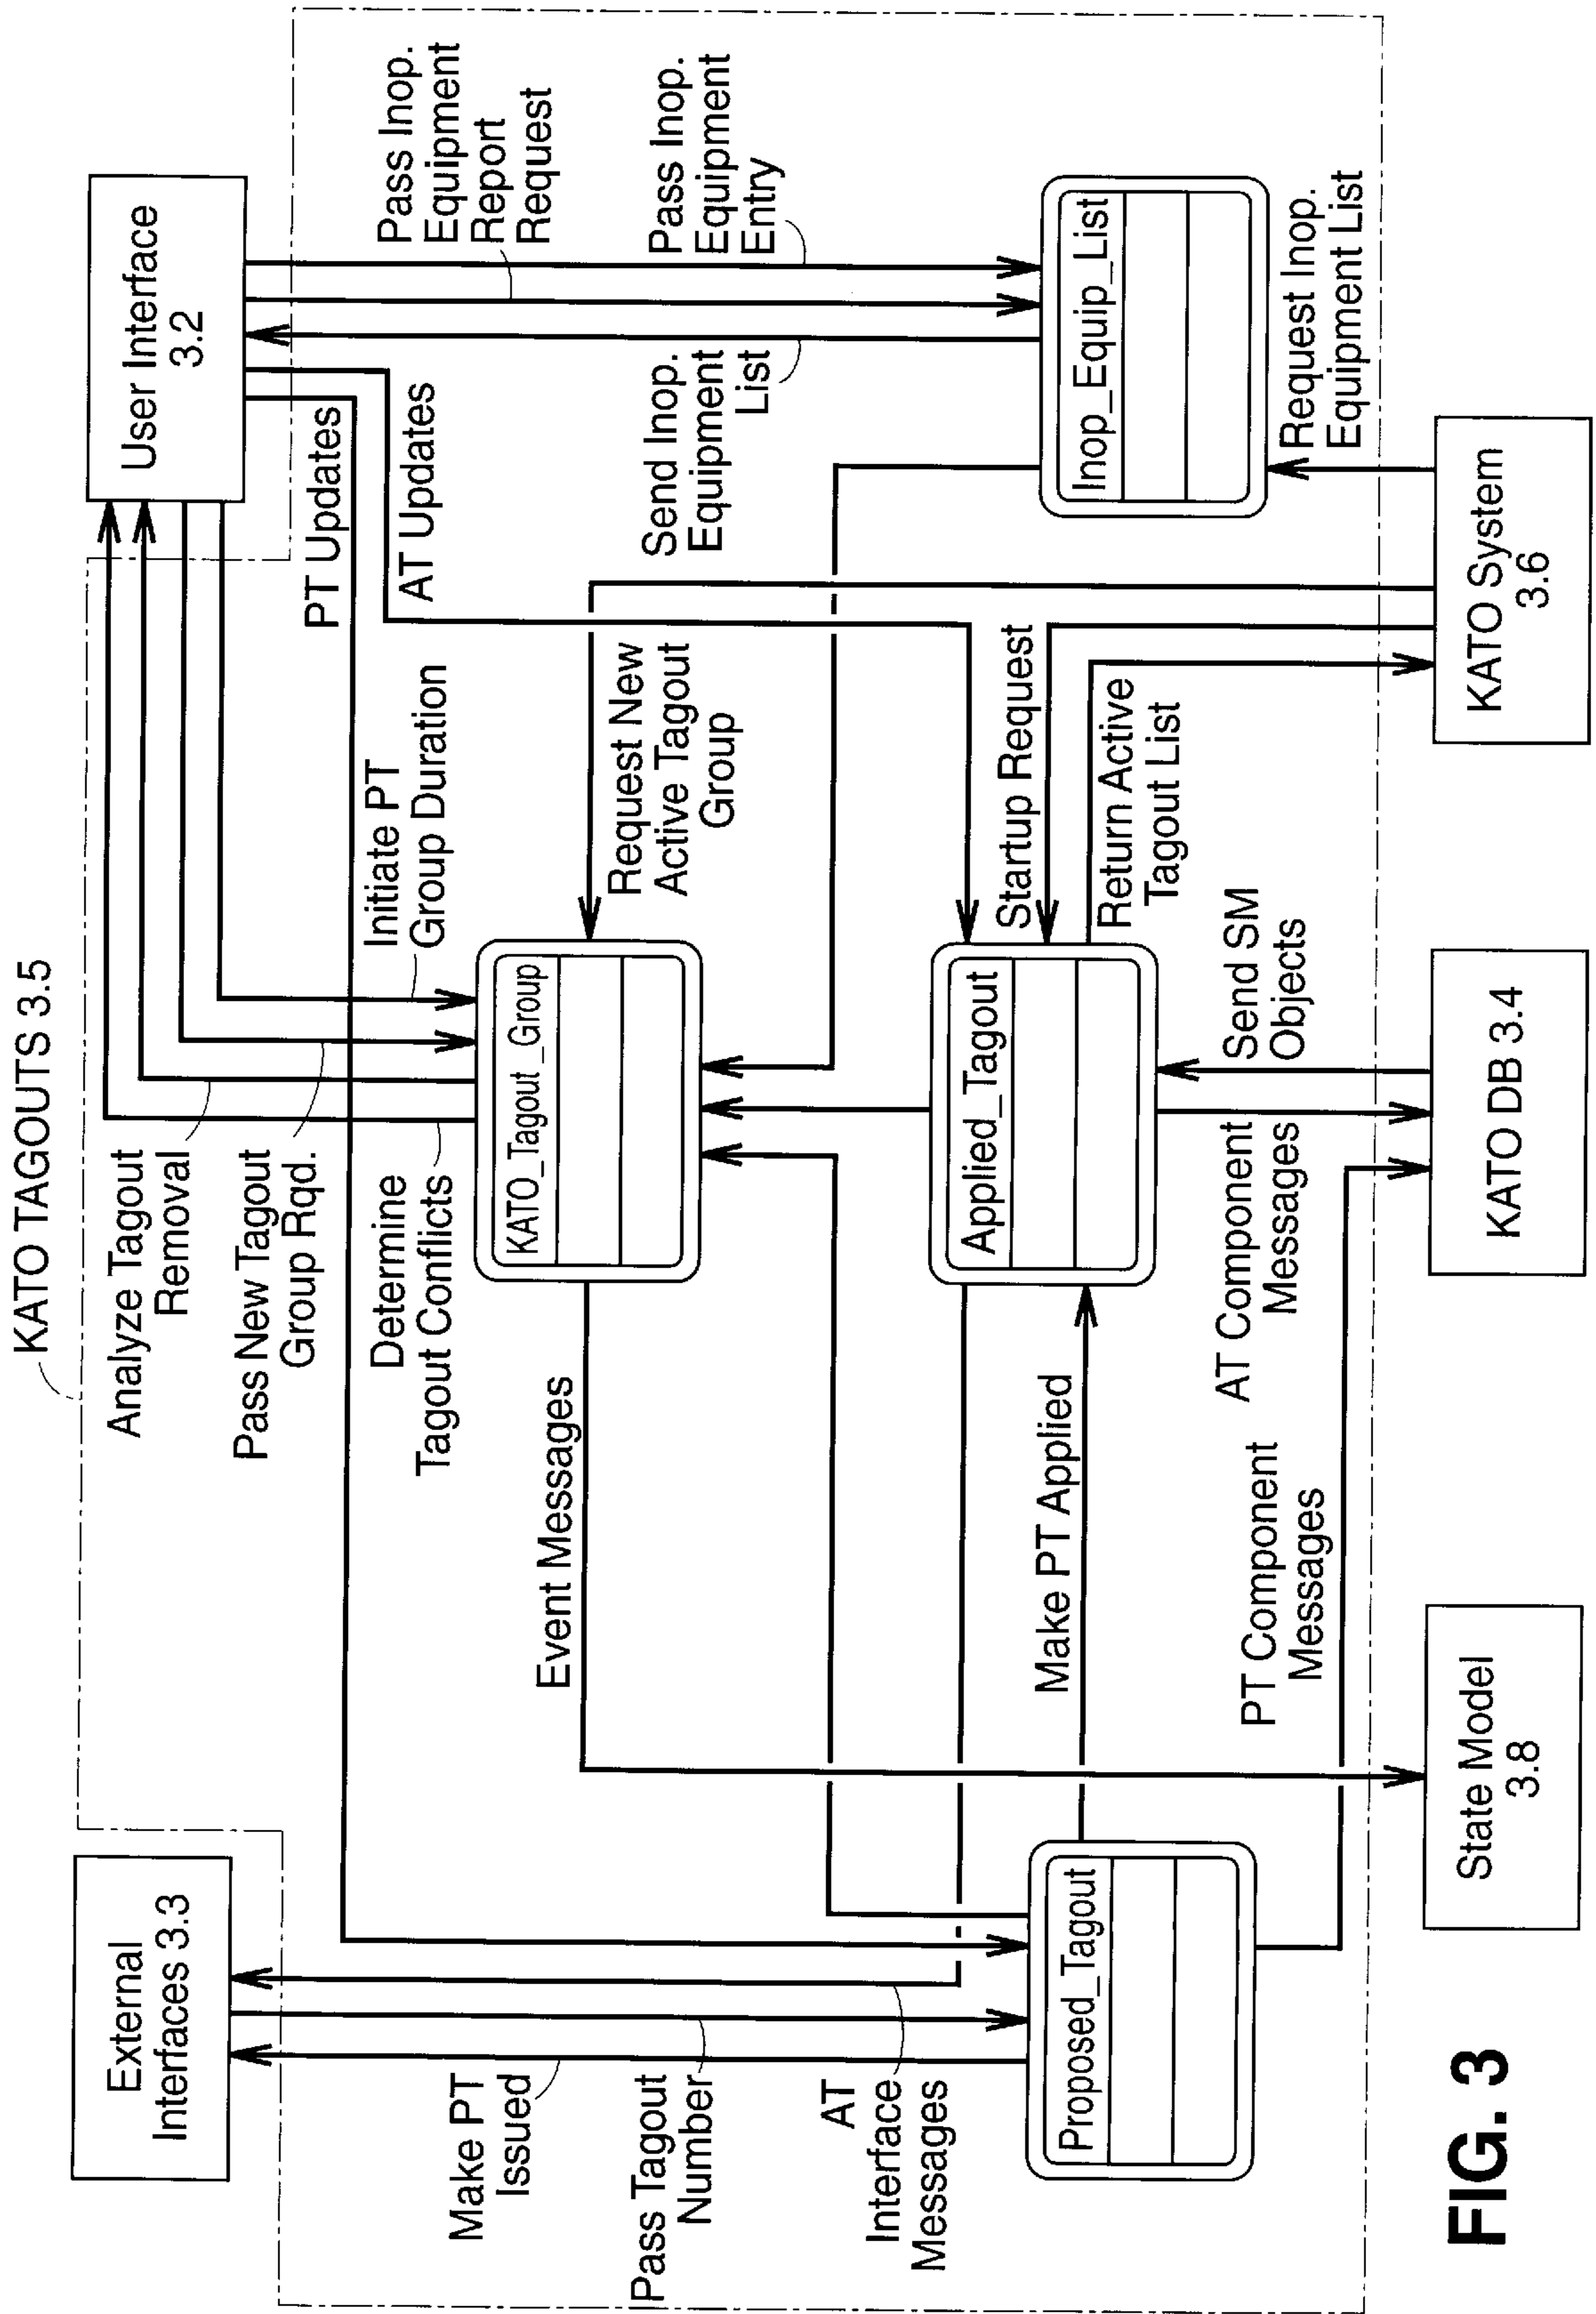 KATO TAGOUTS 3.5
External
Interfaces 3.3
User Interface
3.2
Analyze Tagout
Removal
Pass New Tagout
Group Rqd.
Determine
Tagout Conflicts
Initiate PT
Group Duration
PT Updates
AT Updates
Pass Inop.
Equipment
Report
Request
Pass Inop.
Equipment
Entry
Send Inop.
Equipment
List
Make PT
Issued
Pass Tagout
Number
AT
Interface
Messages
Event Messages
KATO_Tagout_Group
Request New
Active Tagout
Group
Proposed_Tagout
Make PT Applied
Applied_Tagout
Startup Request
Return Active
Tagout List
Inop_Equip_List
PT Component
Messages
AT Component
Messages
Send SM
Objects
Request Inop.
Equipment List
State Model
3.8
KATO DB 3.4
KATO System
3.6
FIG. 3